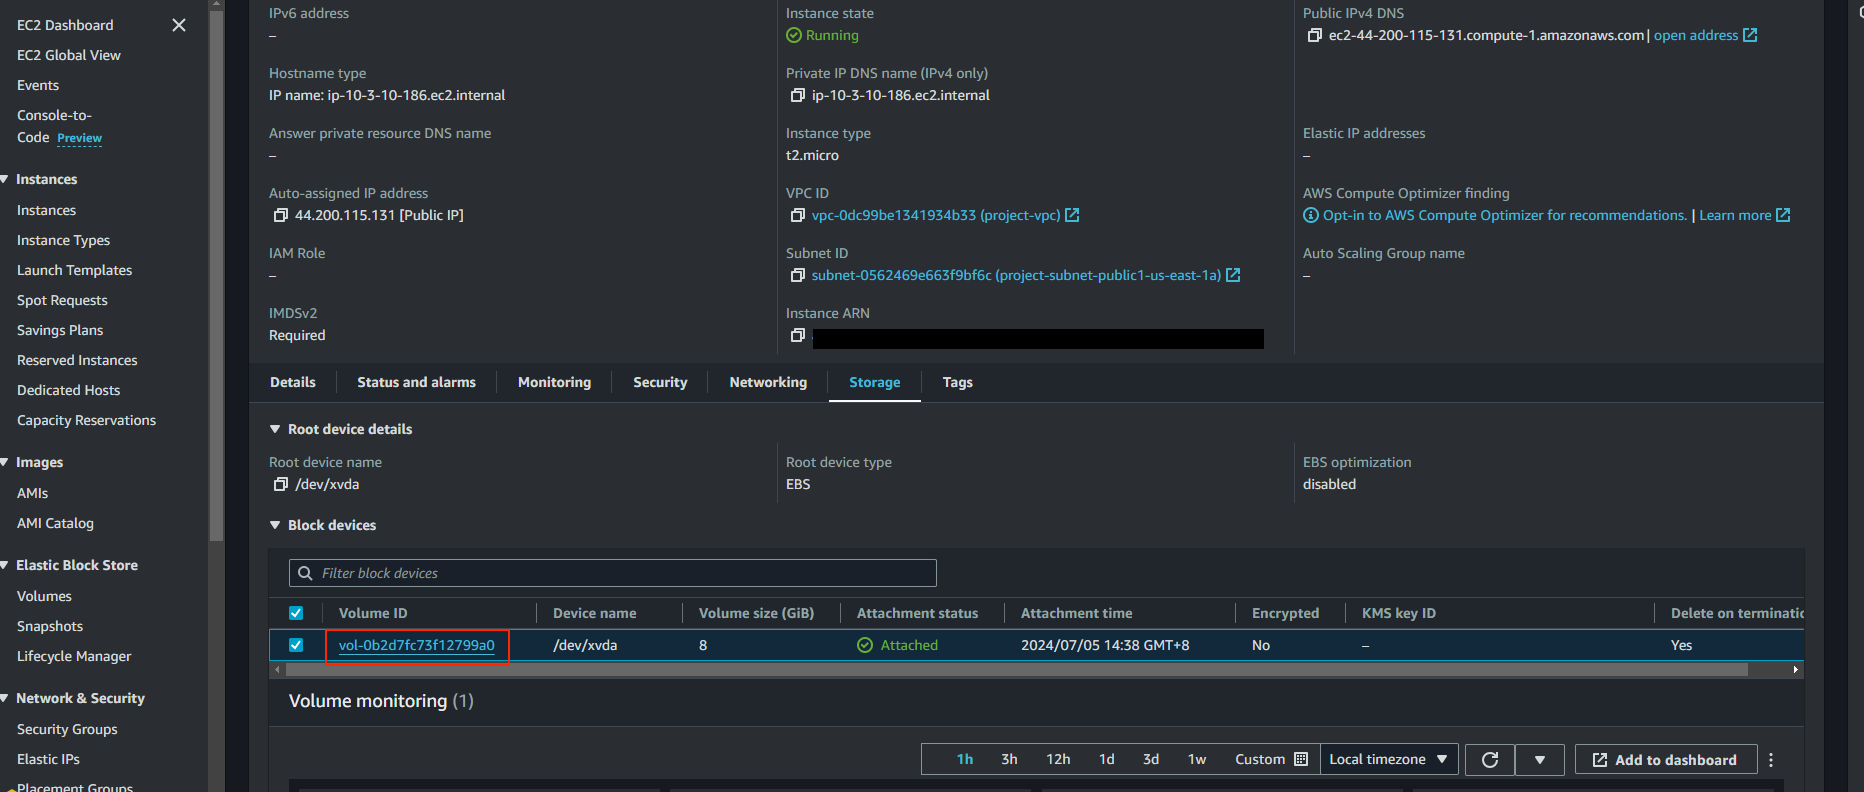 EC2 Dashboard
EC2 Global View
Events
Console-to-
Code Preview
Instances
Instances
Instance Types
Launch Templates
Spot Requests
Savings Plans
Reserved Instances
Dedicated Hosts
Capacity Reservations
Images
AMIs
AMI Catalog
Elastic Block Store
Volumes
Snapshots
Lifecycle Manager
Network & Security
Security Groups
Elastic IPs
Placement Groups
IPv6 address
–
Instance state
Running
Public IPv4 DNS
ec2-44-200-115-131.compute-1.amazonaws.com | open address
Hostname type
IP name: ip-10-3-10-186.ec2.internal
Private IP DNS name (IPv4 only)
ip-10-3-10-186.ec2.internal
Answer private resource DNS name
–
Instance type
t2.micro
Elastic IP addresses
–
Auto-assigned IP address
44.200.115.131 [Public IP]
VPC ID
vpc-0dc99be1341934b33 (project-vpc)
AWS Compute Optimizer finding
Opt-in to AWS Compute Optimizer for recommendations. | Learn more
IAM Role
–
Subnet ID
subnet-0562469e663f9bf6c (project-subnet-public1-us-east-1a)
Auto Scaling Group name
–
IMDSv2
Required
Instance ARN
Details Status and alarms Monitoring Security Networking Storage Tags
Root device details
Root device name
/dev/xvda
Root device type
EBS
EBS optimization
disabled
Block devices
Filter block devices
Volume ID Device name Volume size (GiB) Attachment status Attachment time Encrypted KMS key ID Delete on terminatic
vol-0b2d7fc73f12799a0 /dev/xvda 8 Attached 2024/07/05 14:38 GMT+8 No – Yes
Volume monitoring (1)
1h 3h 12h 1d 3d 1w Custom Local timezone Add to dashboard